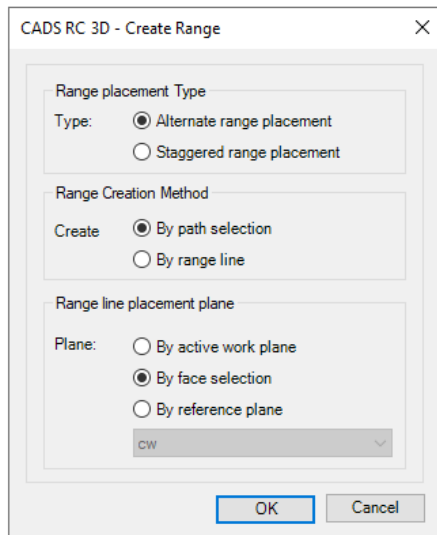 CADS RC 3D - Create Range
Range placement Type
Type:
Alternate range placement
Staggered range placement
Range Creation Method
Create
By path selection
By range line
Range line placement plane
Plane:
By active work plane
By face selection
By reference plane
cw
OK
Cancel